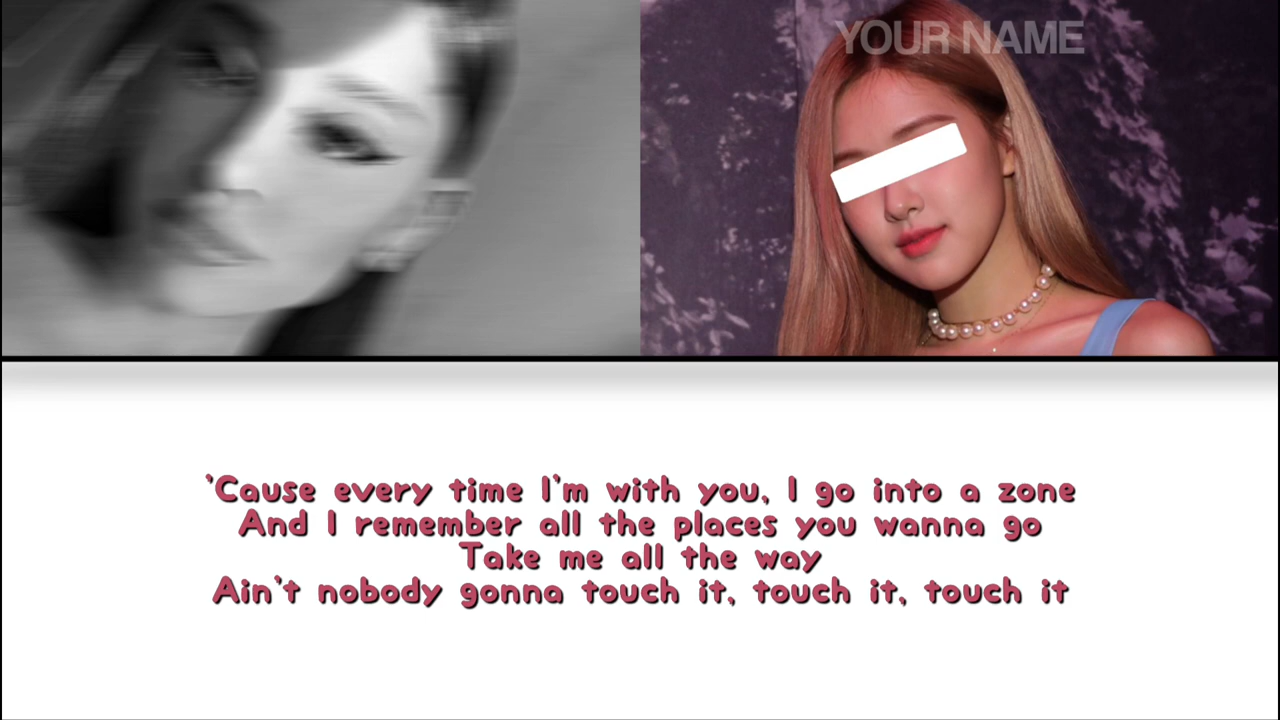 YOUR NAME
'Cause every time I'm with you, I go into a zone
And I remember all the places you wanna go
Take me all the way
Ain't nobody gonna touch it, touch it, touch it